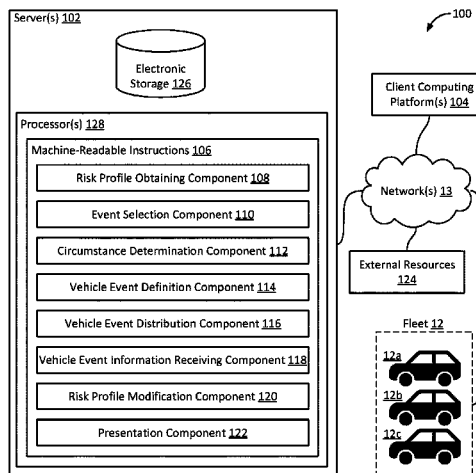 Server(s) 102
Electronic
Storage 126
Processor(s) 128
Machine-Readable Instructions 106
Risk Profile Obtaining Component 108
Event Selection Component 110
Circumstance Determination Component 112
Vehicle Event Definition Component 114
Vehicle Event Distribution Component 116
Vehicle Event Information Receiving Component 118
Risk Profile Modification Component 120
Presentation Component 122
100
Client Computing
Platform(s) 104
Network(s) 13
External Resources
124
Fleet 12
12a
12b
12c